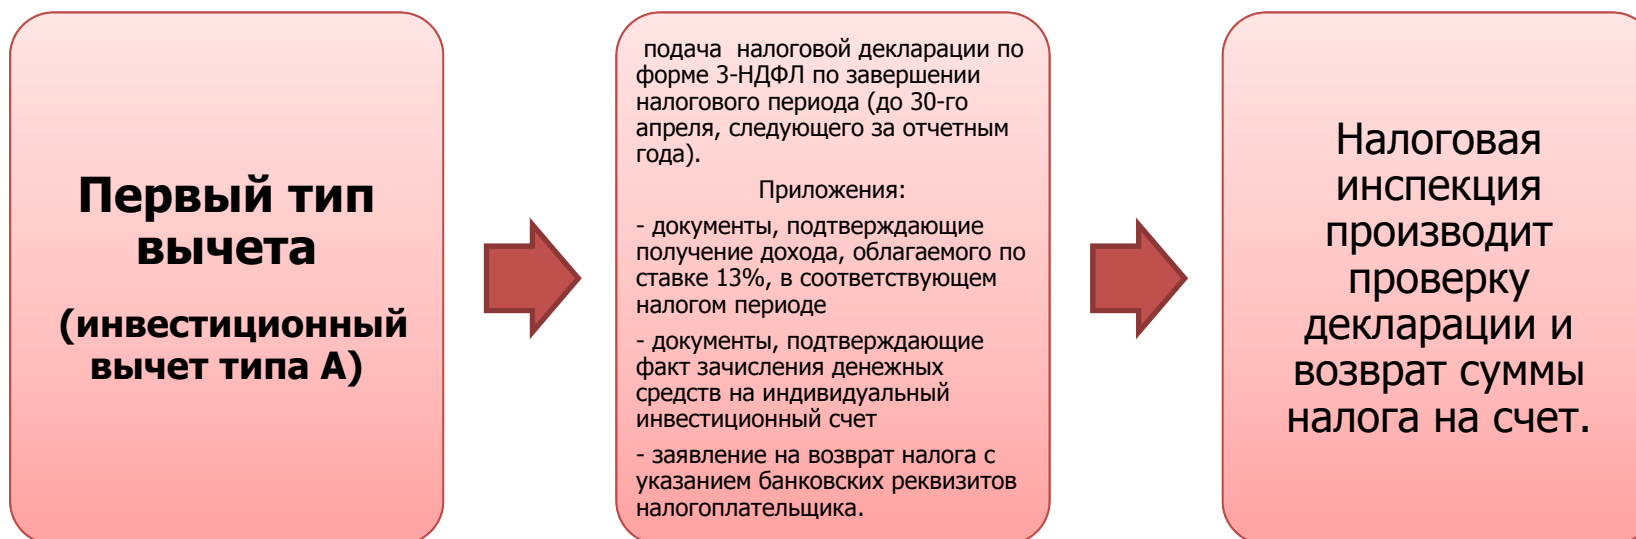 Первый тип
вычета
(инвестиционный
вычет типа А)
подача  налоговой декларации по
форме 3-НДФЛ по завершении
налогового периода (до 30-го
апреля, следующего за отчетным
года).
Приложения:
- документы, подтверждающие
получение дохода, облагаемого по
ставке 13%, в соответствующем
налогом периоде
- документы, подтверждающие
факт зачисления денежных
средств на индивидуальный
инвестиционный счет
- заявление на возврат налога с
указанием банковских реквизитов
налогоплательщика.
Налоговая
инспекция
производит
проверку
декларации и
возврат суммы
налога на счет.